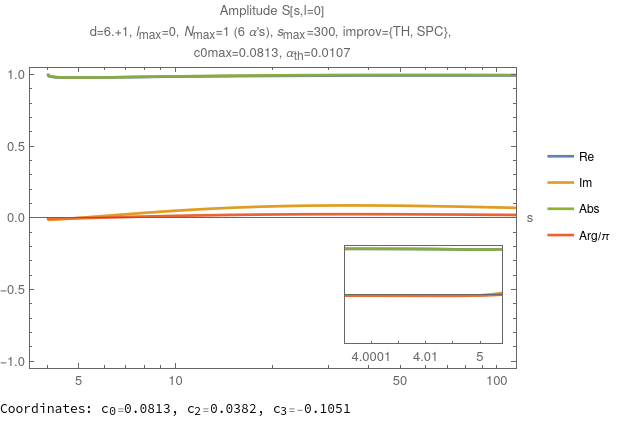 Amplitude S[s,l=0]
d=6.+1, lmax=0, Nmax=1 (6 α's), smax=300, improv={TH, SPC},
c0max=0.0813, αth=0.0107
1.0
0.5
0.0
-0.5
-1.0
s
Re
Im
Abs
Arg/π
4.0001 4.01 5
5 10 50 100
Coordinates: c0=0.0813, c2=0.0382, c3=-0.1051